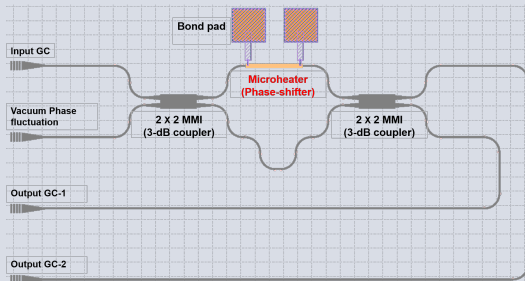 Bond pad
Input GC
Microheater
(Phase-shifter)
Vacuum Phase
fluctuation
2 x 2 MMI
(3-dB coupler)
2 x 2 MMI
(3-dB coupler)
Output GC-1
Output GC-2